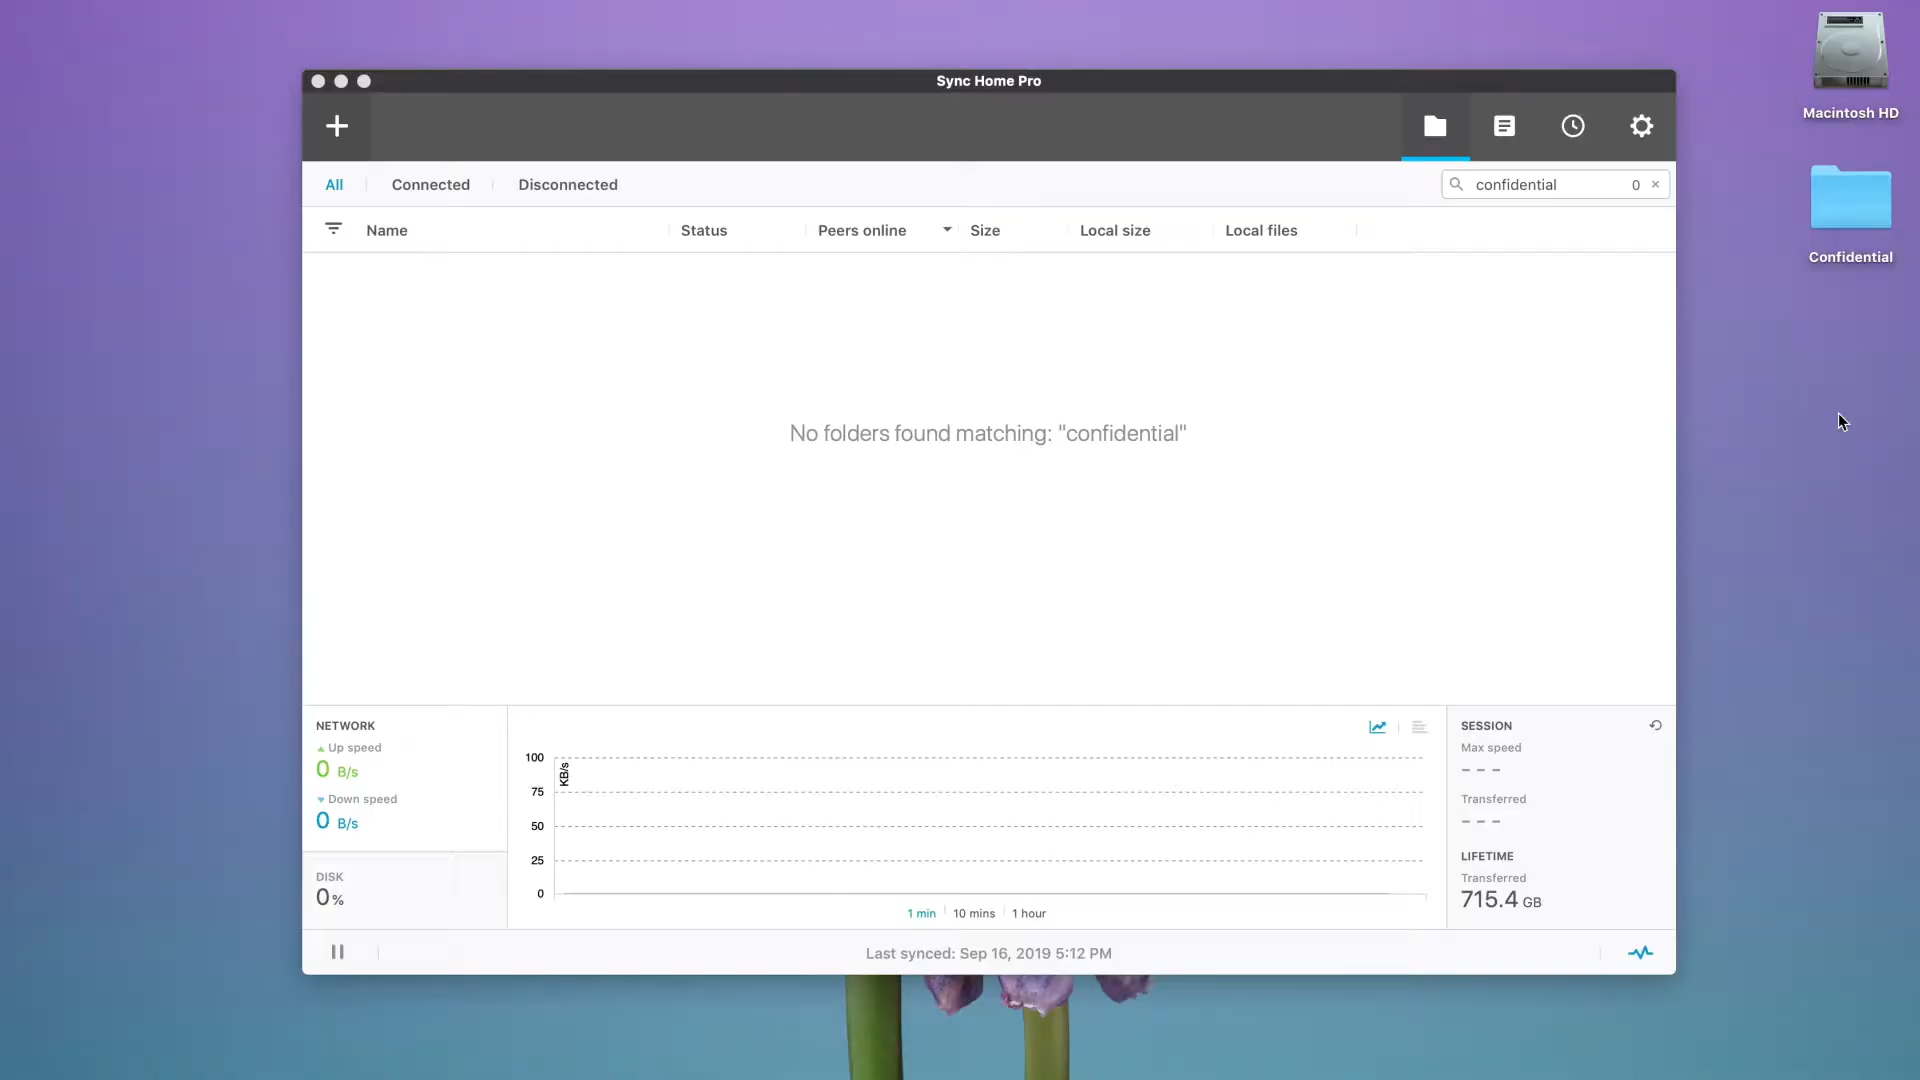 Sync Home Pro
Macintosh HD
All Connected Disconnected
confidential 0 ×
Confidential
Name Status Peers online Size Local size Local files
No folders found matching: "confidential"
NETWORK
Up speed
0 B/s
Down speed
0 B/s
DISK
0%
KB/s
100
75
50
25
0
1 min 10 mins 1 hour
SESSION
Max speed
- - -
Transferred
- - -
LIFETIME
Transferred
715.4 GB
Last synced: Sep 16, 2019 5:12 PM